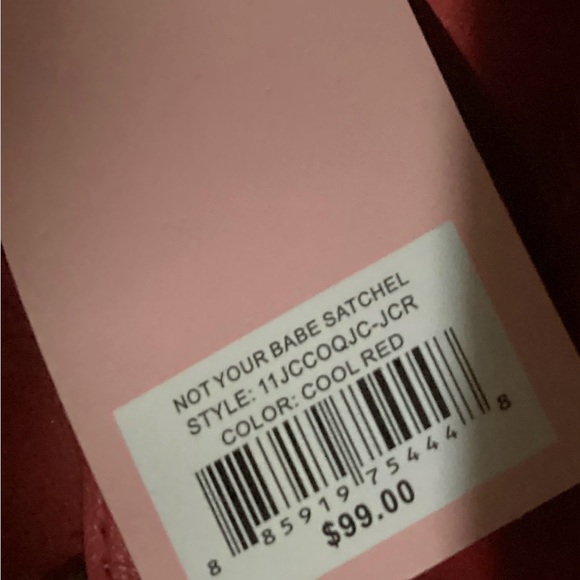 NOT YOUR BABE SATCHEL
STYLE: 11JCCOQJC-JCR
COLOR: COOL RED
8 85919 75444 8
$99.00